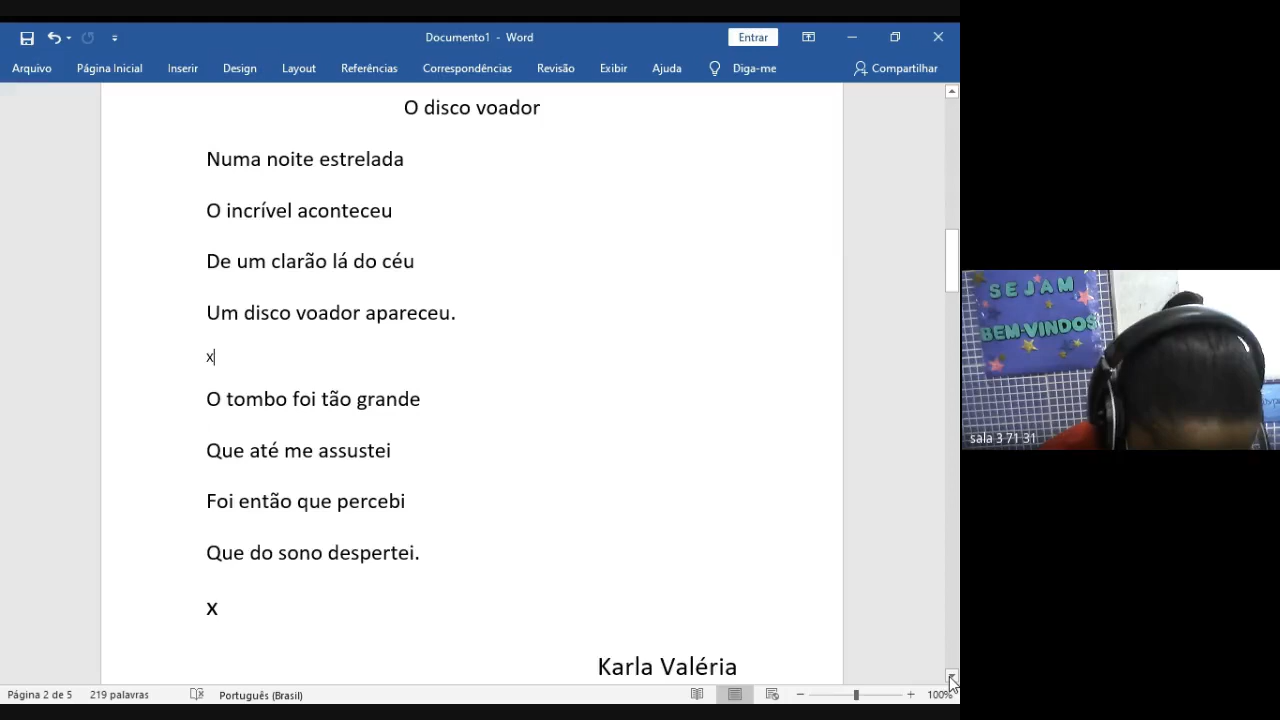 Documento1 - Word
Entrar
Arquivo
Página Inicial
Inserir
Design
Layout
Referências
Correspondências
Revisão
Exibir
Ajuda
Diga-me
Compartilhar
O disco voador
Numa noite estrelada
O incrível aconteceu
De um clarão lá do céu
Um disco voador apareceu.
x
O tombo foi tão grande
Que até me assustei
Foi então que percebi
Que do sono despertei.
x
Karla Valéria
Página 2 de 5
219 palavras
Português (Brasil)
100%
SEJAM
BEM-VINDOS
sala 3 71 31